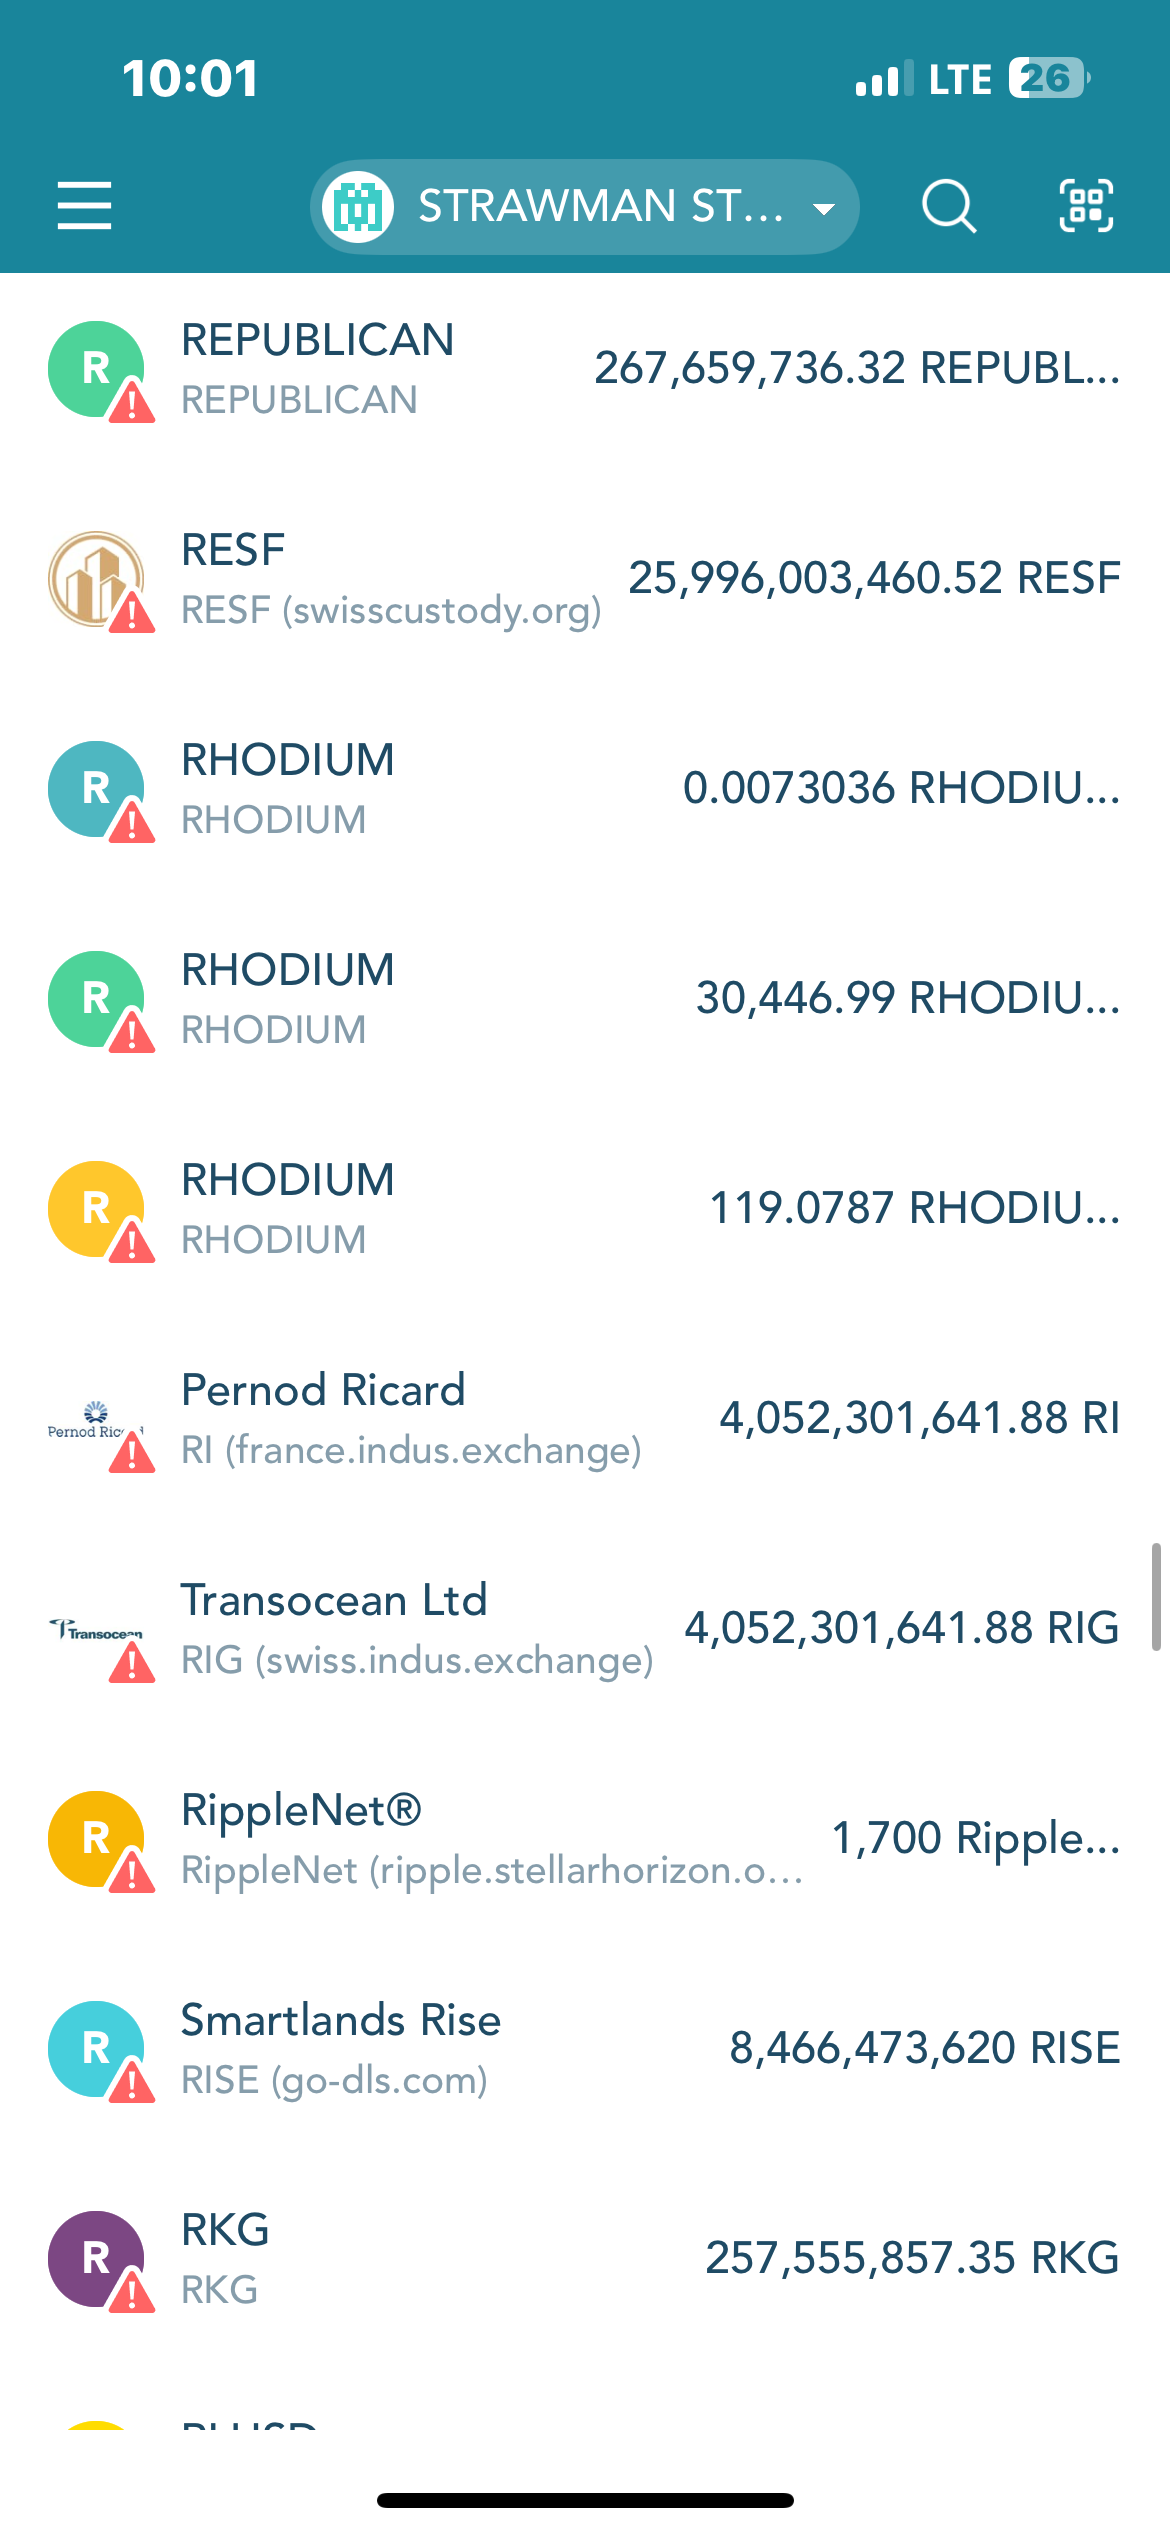 10:01
LTE 26
STRAWMAN ST...
R
REPUBLICAN
267,659,736.32 REPUBL...
REPUBLICAN
RESF
25,996,003,460.52 RESF
RESF (swisscustody.org)
R
RHODIUM
0.0073036 RHODIU...
RHODIUM
R
RHODIUM
30,446.99 RHODIU...
RHODIUM
R
RHODIUM
119.0787 RHODIU...
RHODIUM
Pernod Ricard
4,052,301,641.88 RI
Pernod
RI (france.indus.exchange)
Transocean Ltd
4,052,301,641.88 RIG
Transocean
RIG (swiss.indus.exchange)
R
RippleNet®
1,700 Ripple...
RippleNet (ripple.stellarhorizon.o...
R
Smartlands Rise
8,466,473,620 RISE
RISE (go-dls.com)
R
RKG
257,555,857.35 RKG
RKG